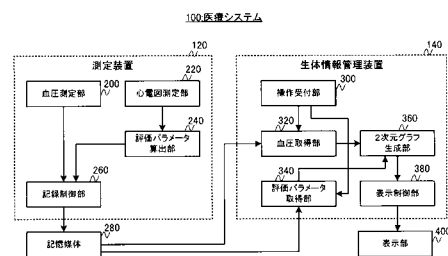 100:医療システム
120
測定装置
200
血圧測定部
220
心電図測定部
240
評価パラメータ
算出部
260
記録制御部
280
記憶媒体
140
生体情報管理装置
300
操作受付部
320
血圧取得部
340
評価パラメータ
取得部
360
2次元グラフ
生成部
380
表示制御部
400
表示部